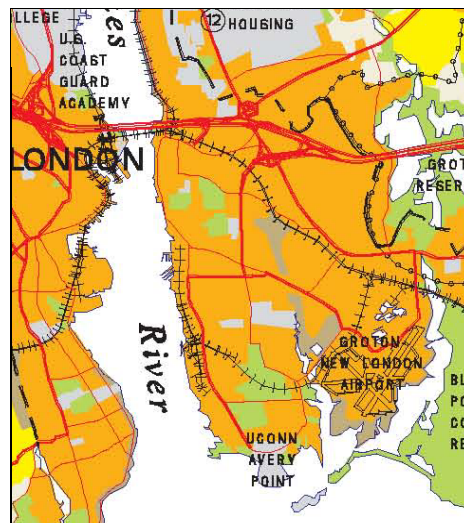 LLEGE
U.S.
COAST
GUARD
ACADEMY
es
12
HOUSING
LONDON
GROT
RESER
River
GROTON
NEW LONDON
AIRPORT
UCONN
AVERY
POINT
BL
PO
CO
RE